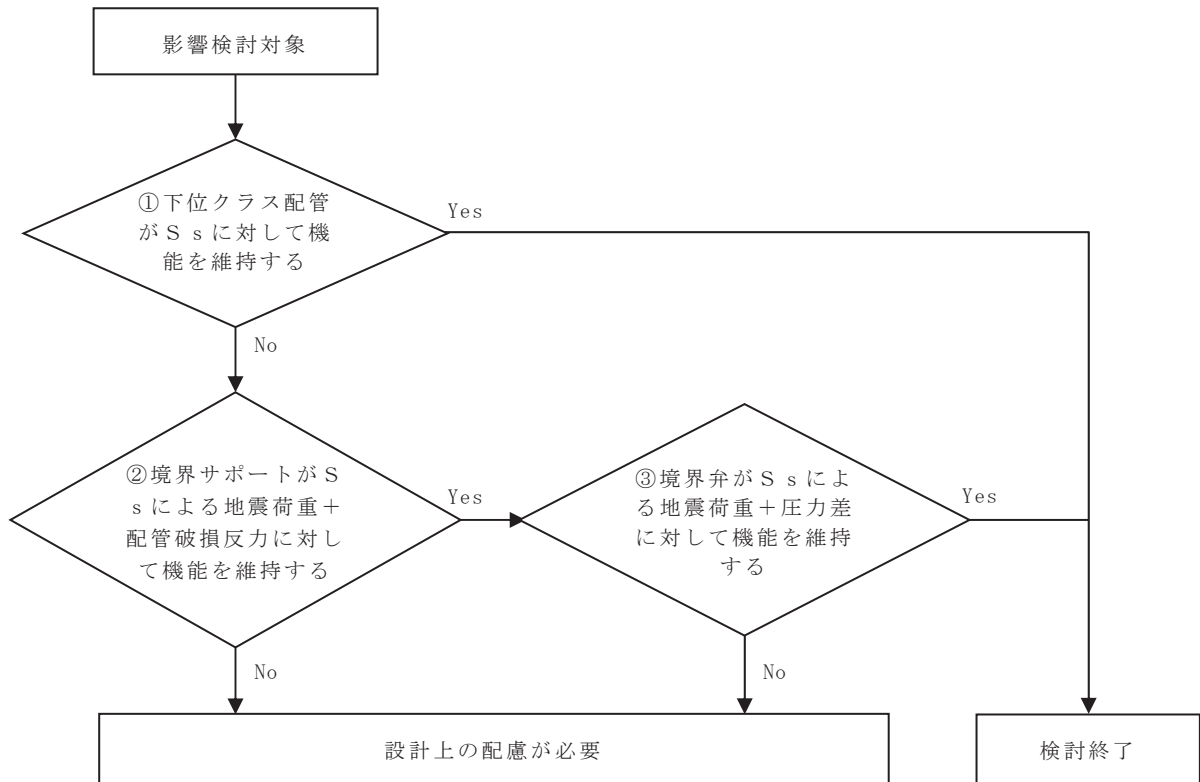 影響検討対象
①下位クラス配管
がＳｓに対して機
能を維持する
Yes
No
②境界サポートがＳ
ｓによる地震荷重＋
配管破損反力に対し
て機能を維持する
Yes
③境界弁がＳｓによ
る地震荷重＋圧力差
に対して機能を維持
する
Yes
No
No
設計上の配慮が必要
検討終了